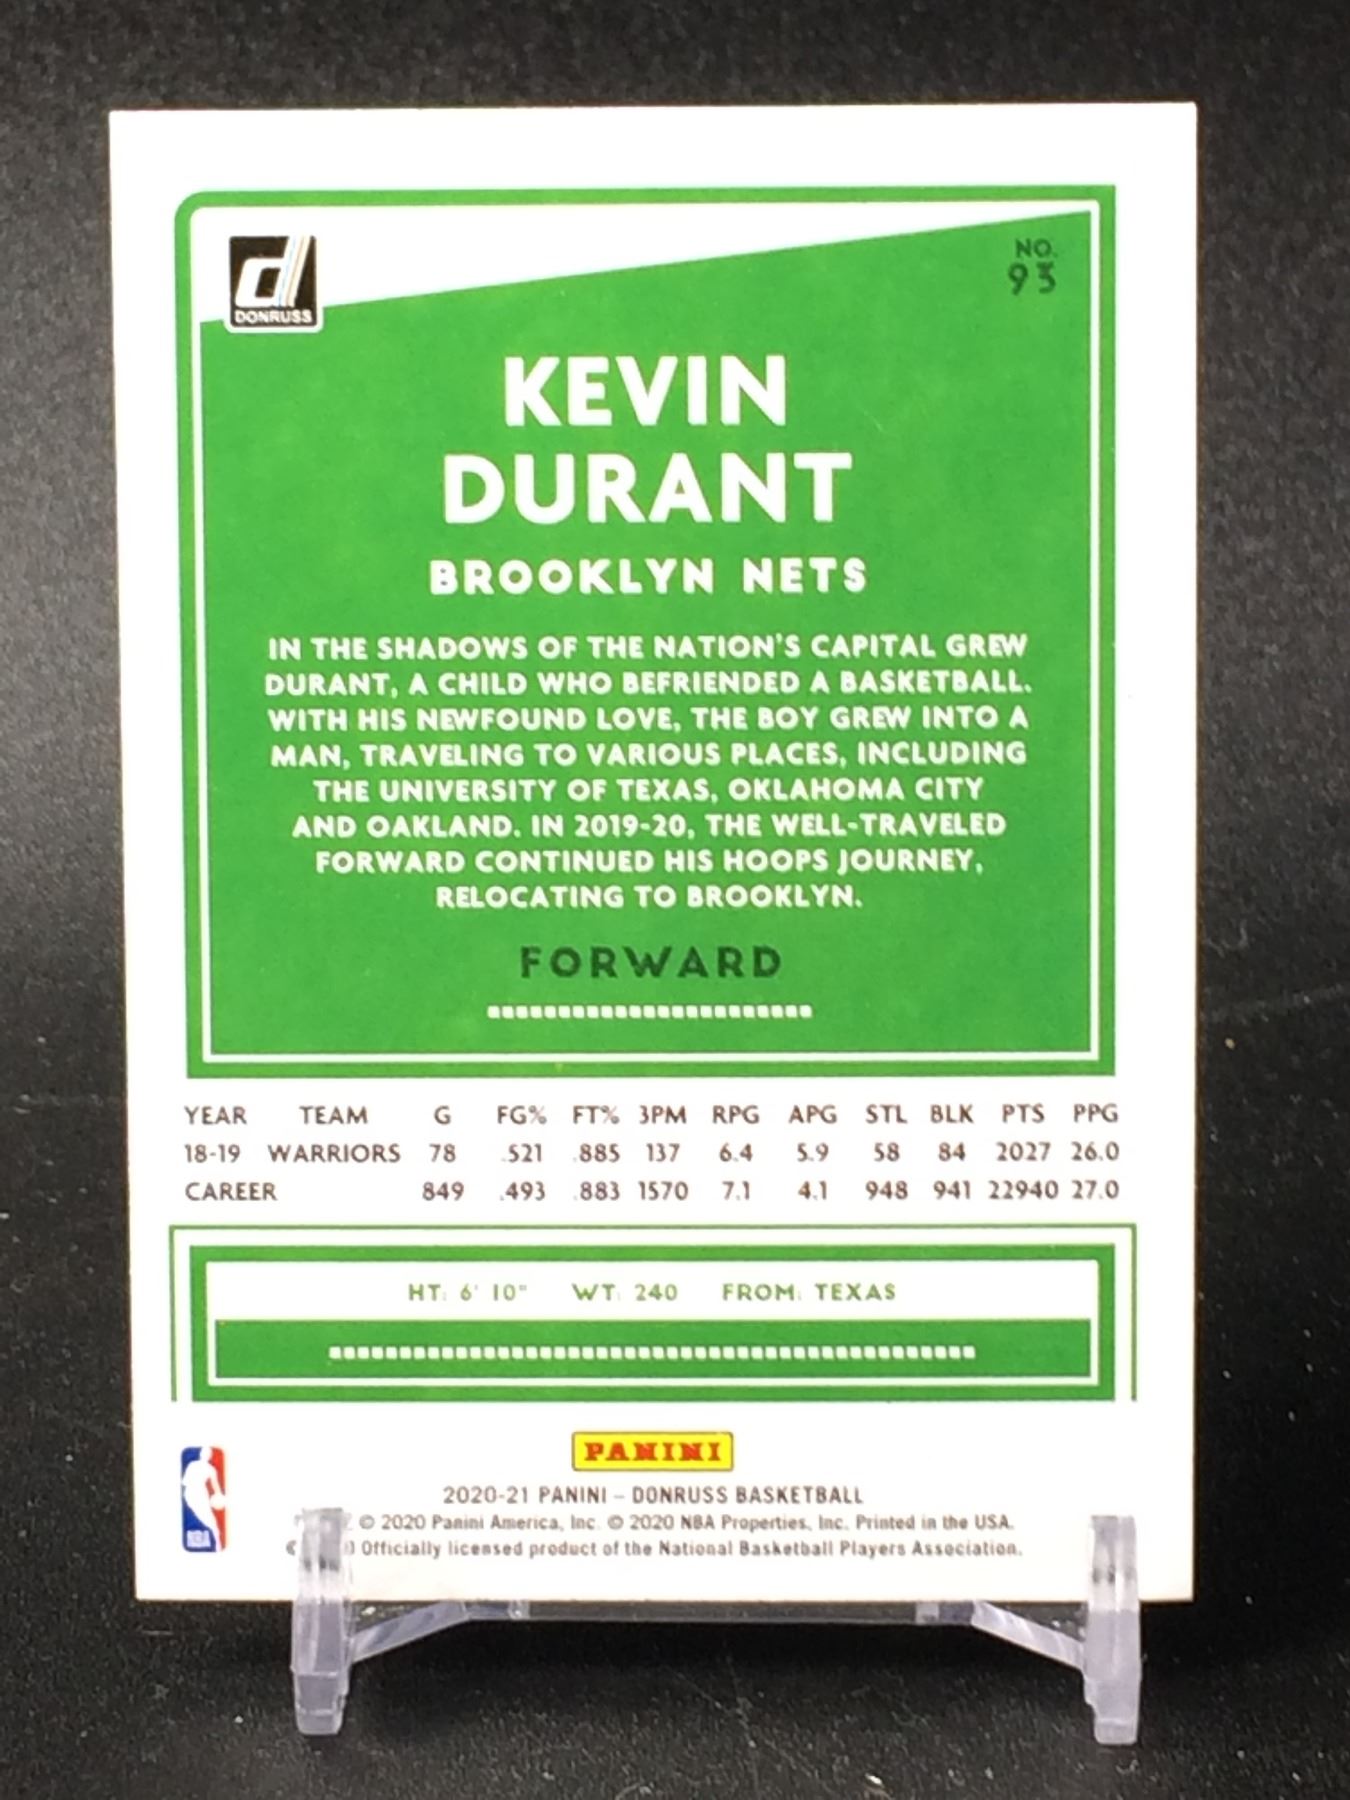 DONRUSS
NO.
93
KEVIN
DURANT
BROOKLYN NETS
IN THE SHADOWS OF THE NATION'S CAPITAL GREW
DURANT, A CHILD WHO BEFRIENDED A BASKETBALL.
WITH HIS NEWFOUND LOVE, THE BOY GREW INTO A
MAN, TRAVELING TO VARIOUS PLACES, INCLUDING
THE UNIVERSITY OF TEXAS, OKLAHOMA CITY
AND OAKLAND. IN 2019-20, THE WELL-TRAVELED
FORWARD CONTINUED HIS HOOPS JOURNEY,
RELOCATING TO BROOKLYN.
FORWARD
YEAR TEAM G FG% FT% 3PM RPG APG STL BLK PTS PPG
18-19 WARRIORS 78 .521 .885 137 6.4 5.9 58 84 2027 26.0
CAREER 849 .493 .883 1570 7.1 4.1 948 941 22940 27.0
HT: 6' 10" WT: 240 FROM: TEXAS
PANINI
2020-21 PANINI – DONRUSS BASKETBALL
© 2020 Panini America, Inc. © 2020 NBA Properties, Inc. Printed in the USA.
Officially licensed product of the National Basketball Players Association.
NBA